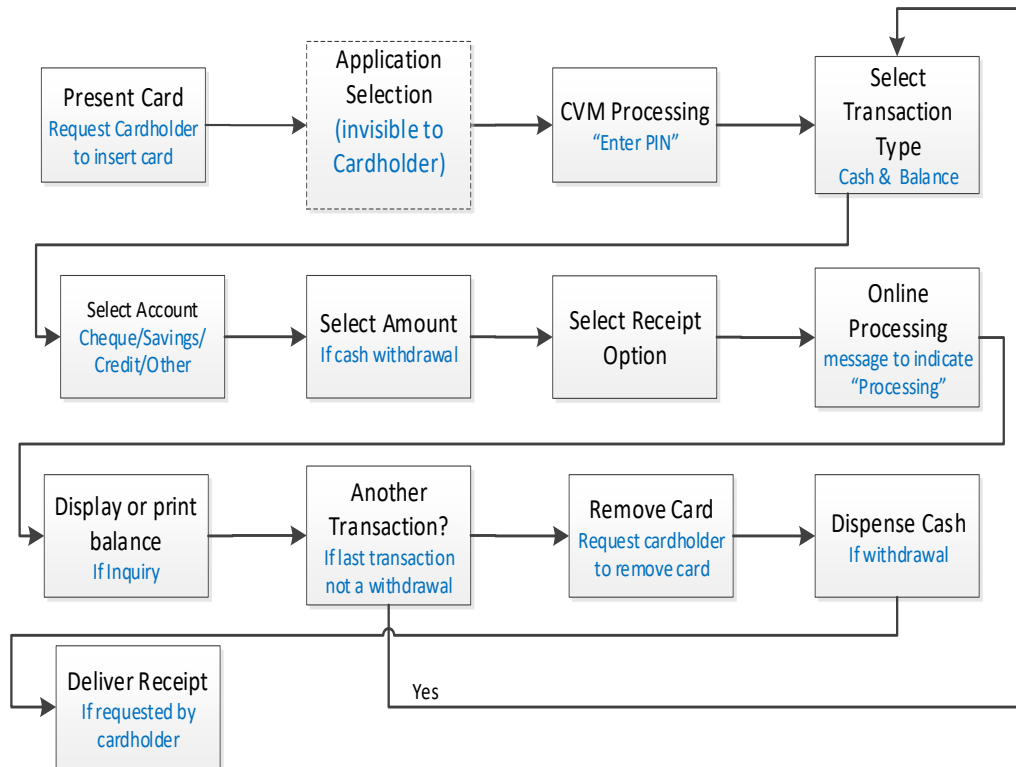 Present Card
Request Cardholder
to insert card
Application
Selection
(invisible to
Cardholder)
CVM Processing
“Enter PIN”
Select
Transaction
Type
Cash & Balance
Select Account
Cheque/Savings/
Credit/Other
Select Amount
If cash withdrawal
Select Receipt
Option
Online
Processing
message to indicate
“Processing”
Display or print
balance
If Inquiry
Another
Transaction?
If last transaction
not a withdrawal
Remove Card
Request cardholder
to remove card
Dispense Cash
If withdrawal
Deliver Receipt
If requested by
cardholder
Yes